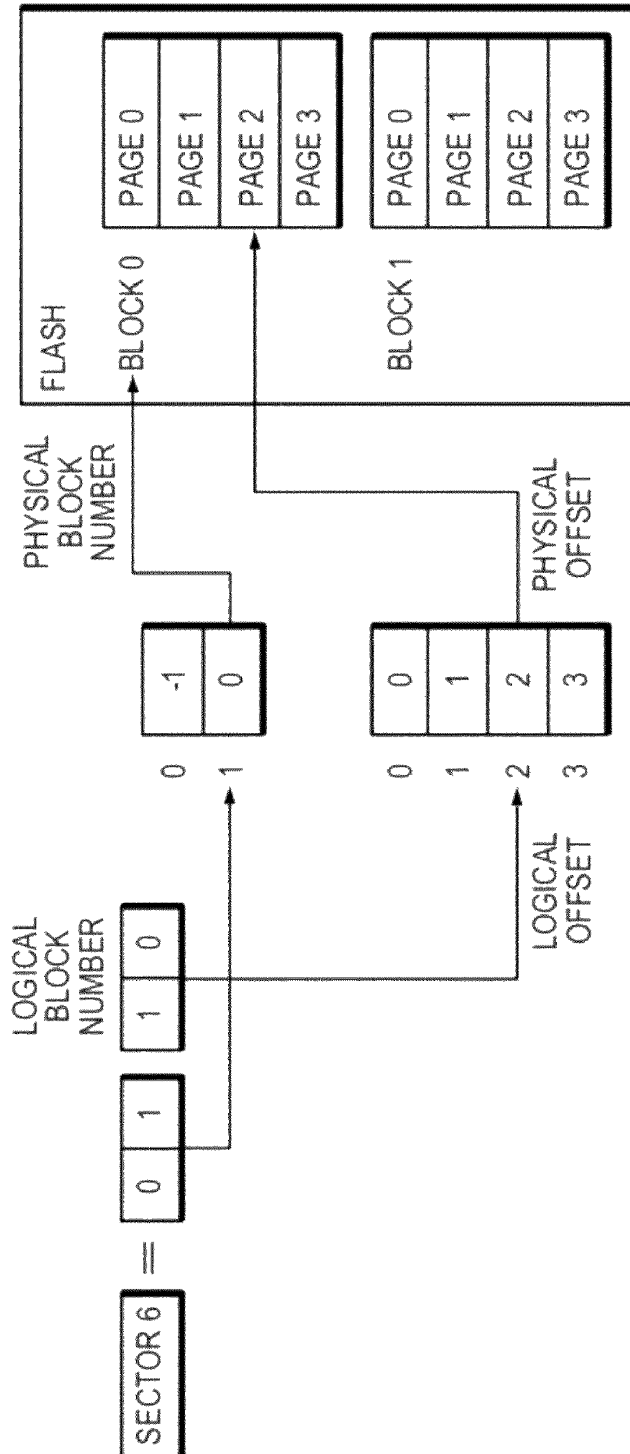 SECTOR 6
=
0 1
1 0
LOGICAL
BLOCK
NUMBER
0 -1
1 0
PHYSICAL
BLOCK
NUMBER
LOGICAL
OFFSET
0 0
1 1
2 2
3 3
PHYSICAL
OFFSET
FLASH
BLOCK 0
PAGE 0
PAGE 1
PAGE 2
PAGE 3
BLOCK 1
PAGE 0
PAGE 1
PAGE 2
PAGE 3